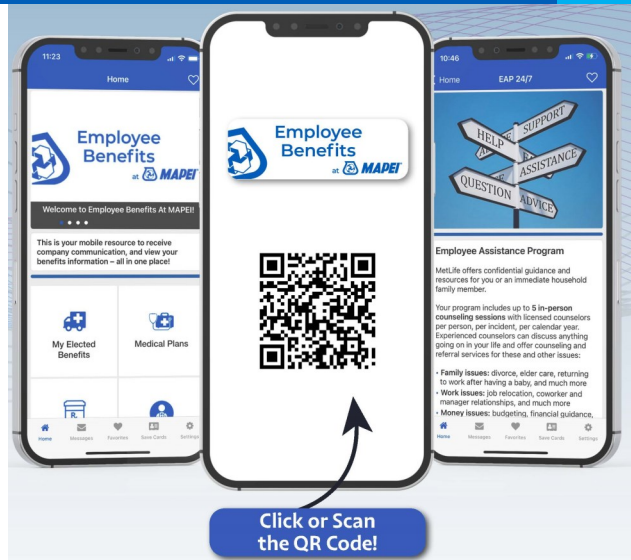 11:23
Home
Employee
Benefits
at MAPEI
Welcome to Employee Benefits At MAPEI!
This is your mobile resource to receive
company communication, and view your
benefits information – all in one place!
My Elected
Benefits
Medical Plans
Home
Messages
Favorites
Save Cards
Settings
Employee
Benefits
at MAPEI
Click or Scan
the QR Code!
10:46
Home
EAP 24/7
HELP
SUPPORT
ASSISTANCE
QUESTION
ADVICE
Employee Assistance Program
MetLife offers confidential guidance and
resources for you or an immediate household
family member.
Your program includes up to 5 in-person
counseling sessions with licensed counselors
per person, per incident, per calendar year.
Experienced counselors can discuss anything
going on in your life and offer counseling and
referral services for these and other issues:
• Family issues: divorce, elder care, returning
to work after having a baby, and much more
• Work issues: job relocation, coworker and
manager relationships, and much more
• Money issues: budgeting, financial guidance,
Home
Messages
Favorites
Save Cards
Settings